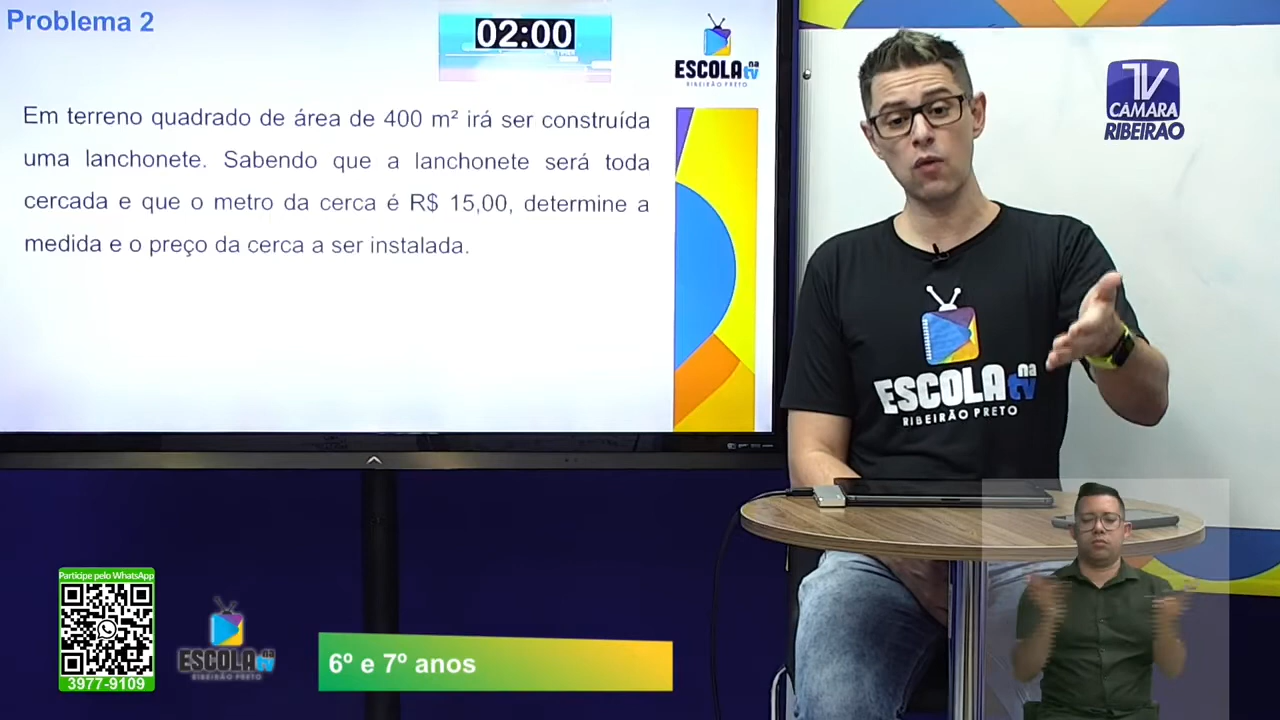 Problema 2
02:00
ESCOLA na tv
RIBEIRÃO PRETO
Em terreno quadrado de área de 400 m² irá ser construída
uma lanchonete. Sabendo que a lanchonete será toda
cercada e que o metro da cerca é R$ 15,00, determine a
medida e o preço da cerca a ser instalada.
TV
CÂMARA
RIBEIRÃO
ESCOLA na tv
RIBEIRÃO PRETO
Participe pelo WhatsApp
3977-9109
ESCOLA na tv
RIBEIRÃO PRETO
6º e 7º anos